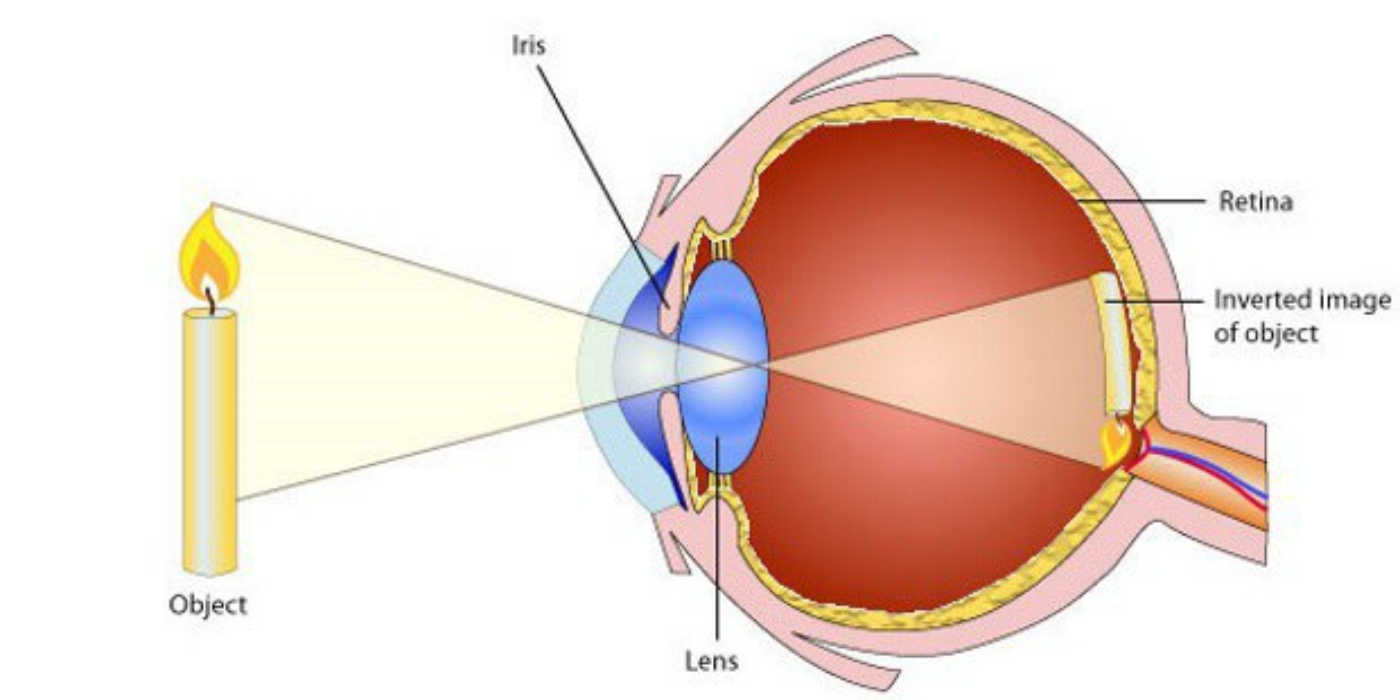 Iris
Retina
Inverted image
of object
Object
Lens